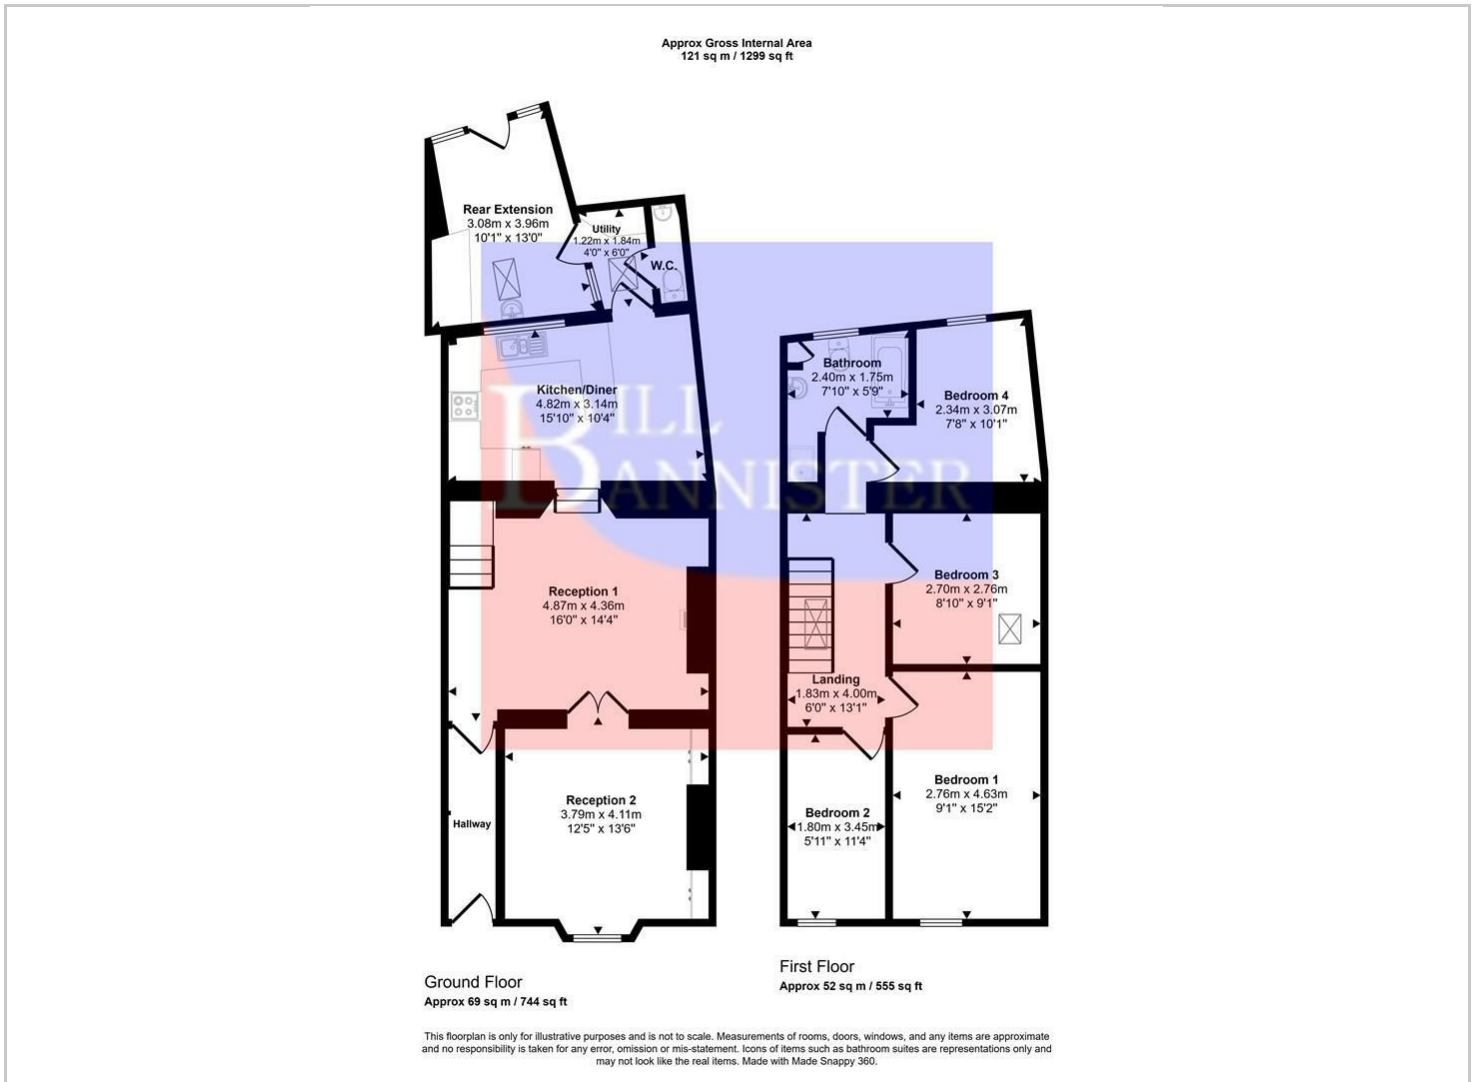 Approx Gross Internal Area
121 sq m / 1299 sq ft
Rear Extension
3.08m x 3.96m
10'1" x 13'0"
Utility
1.22m x 1.84m
4'0" x 6'0"
W.C.
Kitchen/Diner
4.82m x 3.14m
15'10" x 10'4"
Bathroom
2.40m x 1.75m
7'10" x 5'9"
Bedroom 4
2.34m x 3.07m
7'8" x 10'1"
BILL
BANNISTER
Reception 1
4.87m x 4.36m
16'0" x 14'4"
Bedroom 3
2.70m x 2.76m
8'10" x 9'1"
Landing
1.83m x 4.00m
6'0" x 13'1"
Reception 2
3.79m x 4.11m
12'5" x 13'6"
Hallway
Bedroom 2
1.80m x 3.45m
5'11" x 11'4"
Bedroom 1
2.76m x 4.63m
9'1" x 15'2"
Ground Floor
Approx 69 sq m / 744 sq ft
First Floor
Approx 52 sq m / 555 sq ft
This floorplan is only for illustrative purposes and is not to scale. Measurements of rooms, doors, windows, and any items are approximate
and no responsibility is taken for any error, omission or mis-statement. Icons of items such as bathroom suites are representations only and
may not look like the real items. Made with Made Snappy 360.